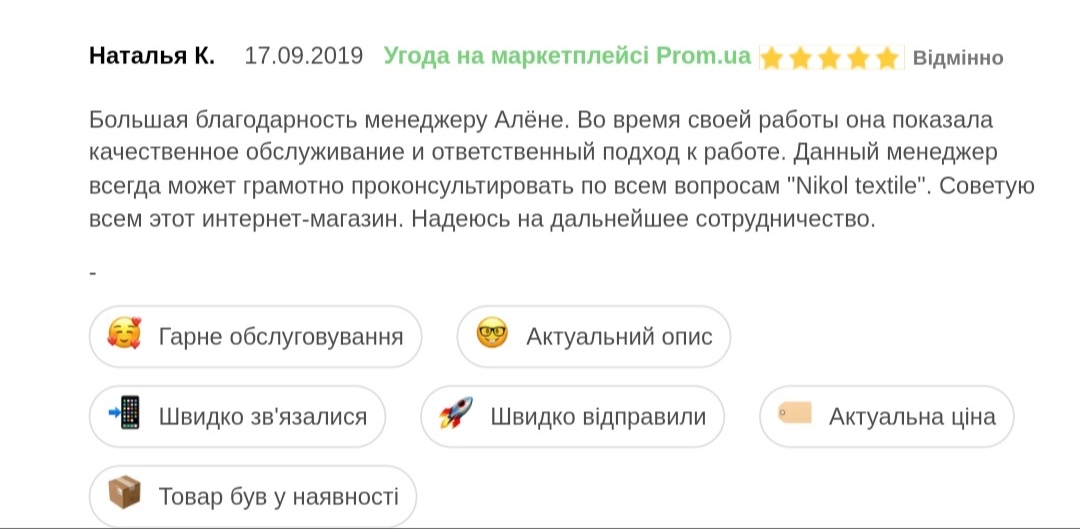 Наталья К. 17.09.2019 Угода на маркетплейсі Prom.ua Відмінно
Большая благодарность менеджеру Алёне. Во время своей работы она показала
качественное обслуживание и ответственный подход к работе. Данный менеджер
всегда может грамотно проконсультировать по всем вопросам "Nikol textile". Советую
всем этот интернет-магазин. Надеюсь на дальнейшее сотрудничество.
-
Гарне обслуговування Актуальний опис
Швидко зв'язалися Швидко відправили Актуальна ціна
Товар був у наявності